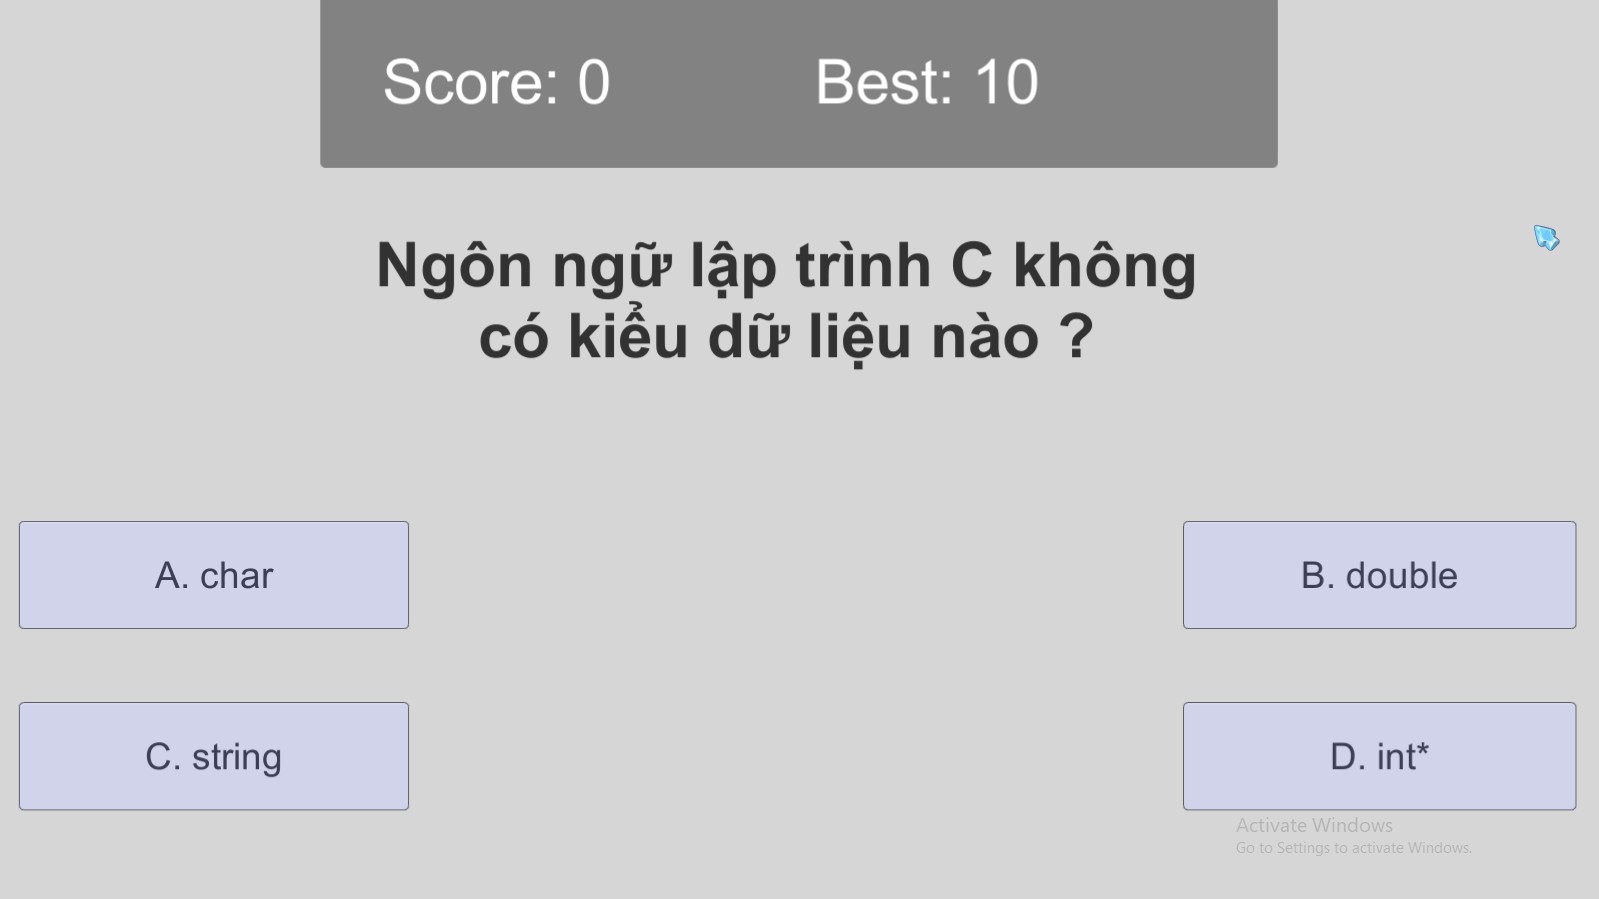 Score: 0 Best: 10
Ngôn ngữ lập trình C không
có kiểu dữ liệu nào ?
A. char
B. double
C. string
D. int*
Activate Windows
Go to Settings to activate Windows.